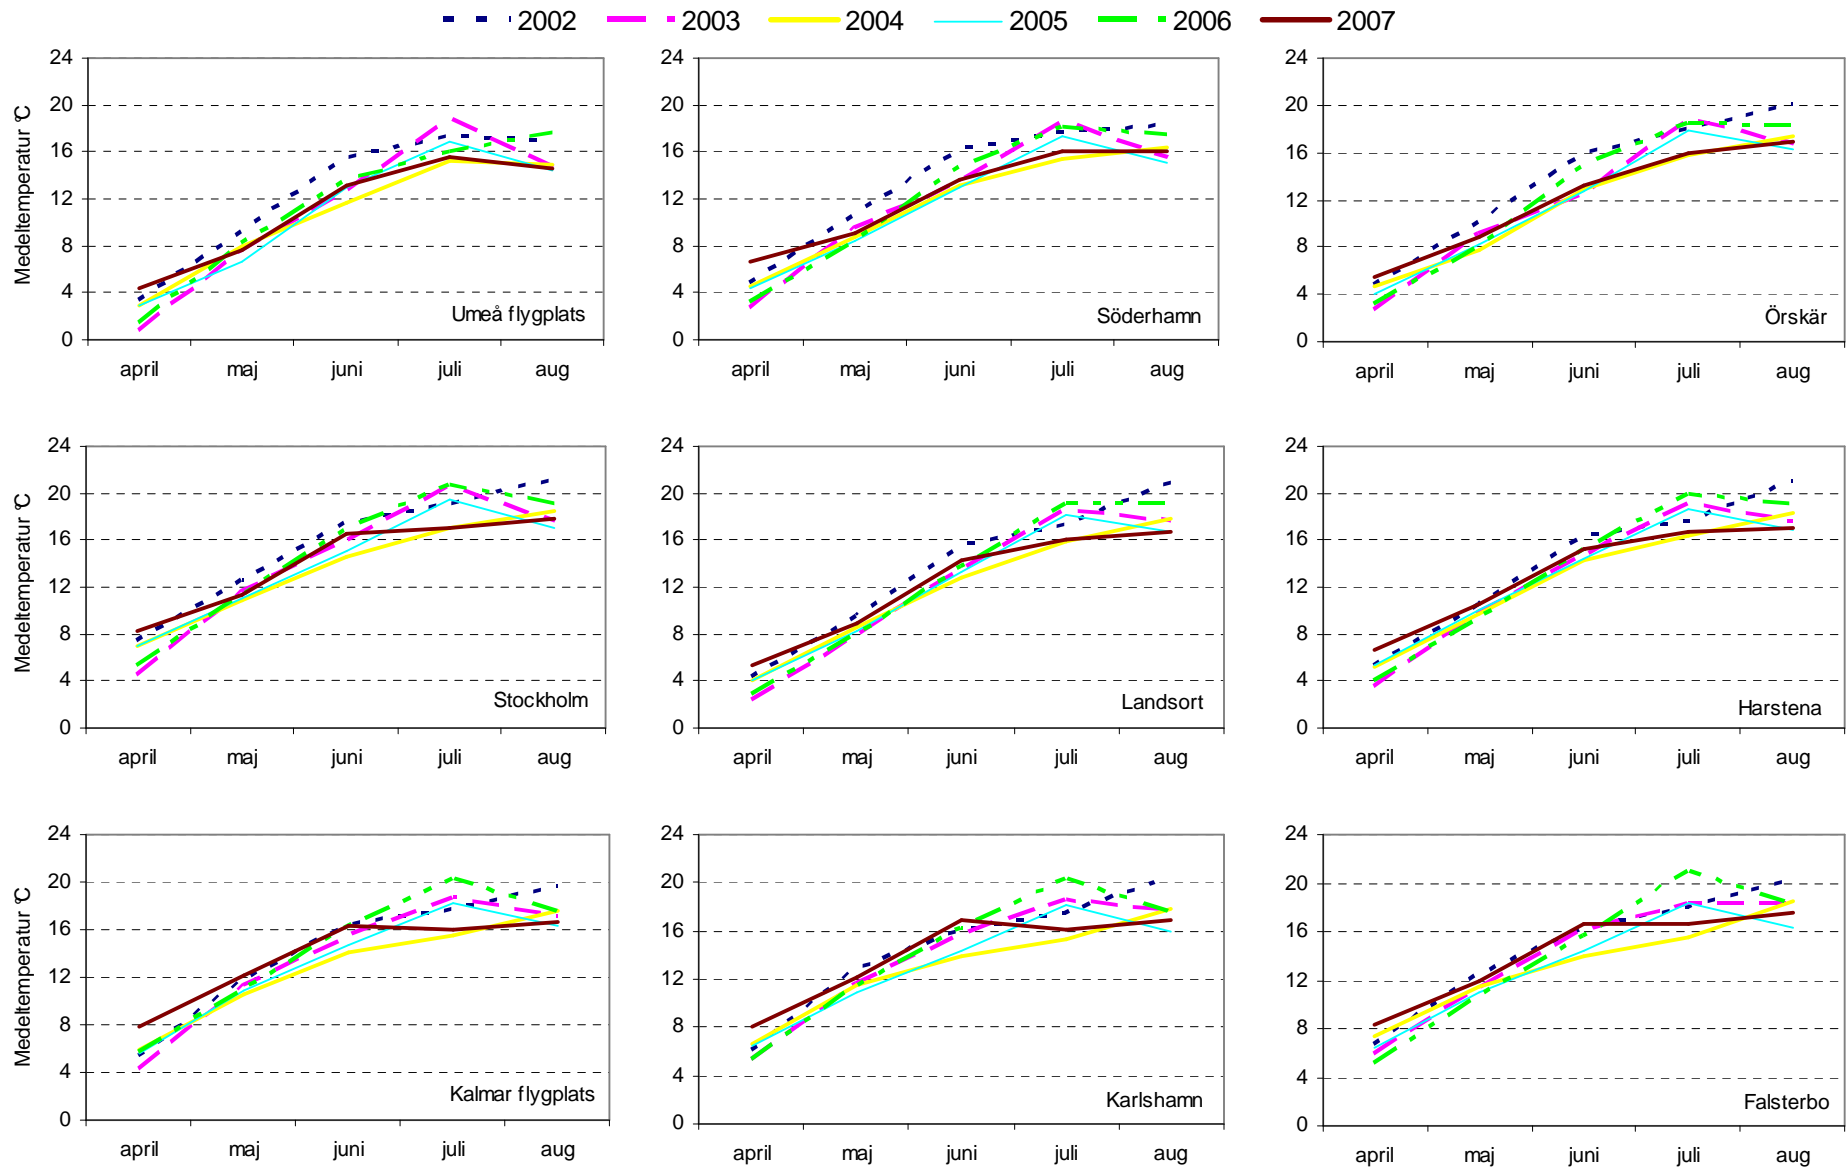 2002 2003 2004 2005 2006 2007
Medeltemperatur °C
24 20 16 12 8 4 0
Umeå flygplats
april maj juni juli aug
24 20 16 12 8 4 0
Söderhamn
april maj juni juli aug
24 20 16 12 8 4 0
Örskär
april maj juni juli aug
Medeltemperatur °C
24 20 16 12 8 4 0
Stockholm
april maj juni juli aug
24 20 16 12 8 4 0
Landsort
april maj juni juli aug
24 20 16 12 8 4 0
Harstena
april maj juni juli aug
Medeltemperatur °C
24 20 16 12 8 4 0
Kalmar flygplats
april maj juni juli aug
24 20 16 12 8 4 0
Karlshamn
april maj juni juli aug
24 20 16 12 8 4 0
Falsterbo
april maj juni juli aug